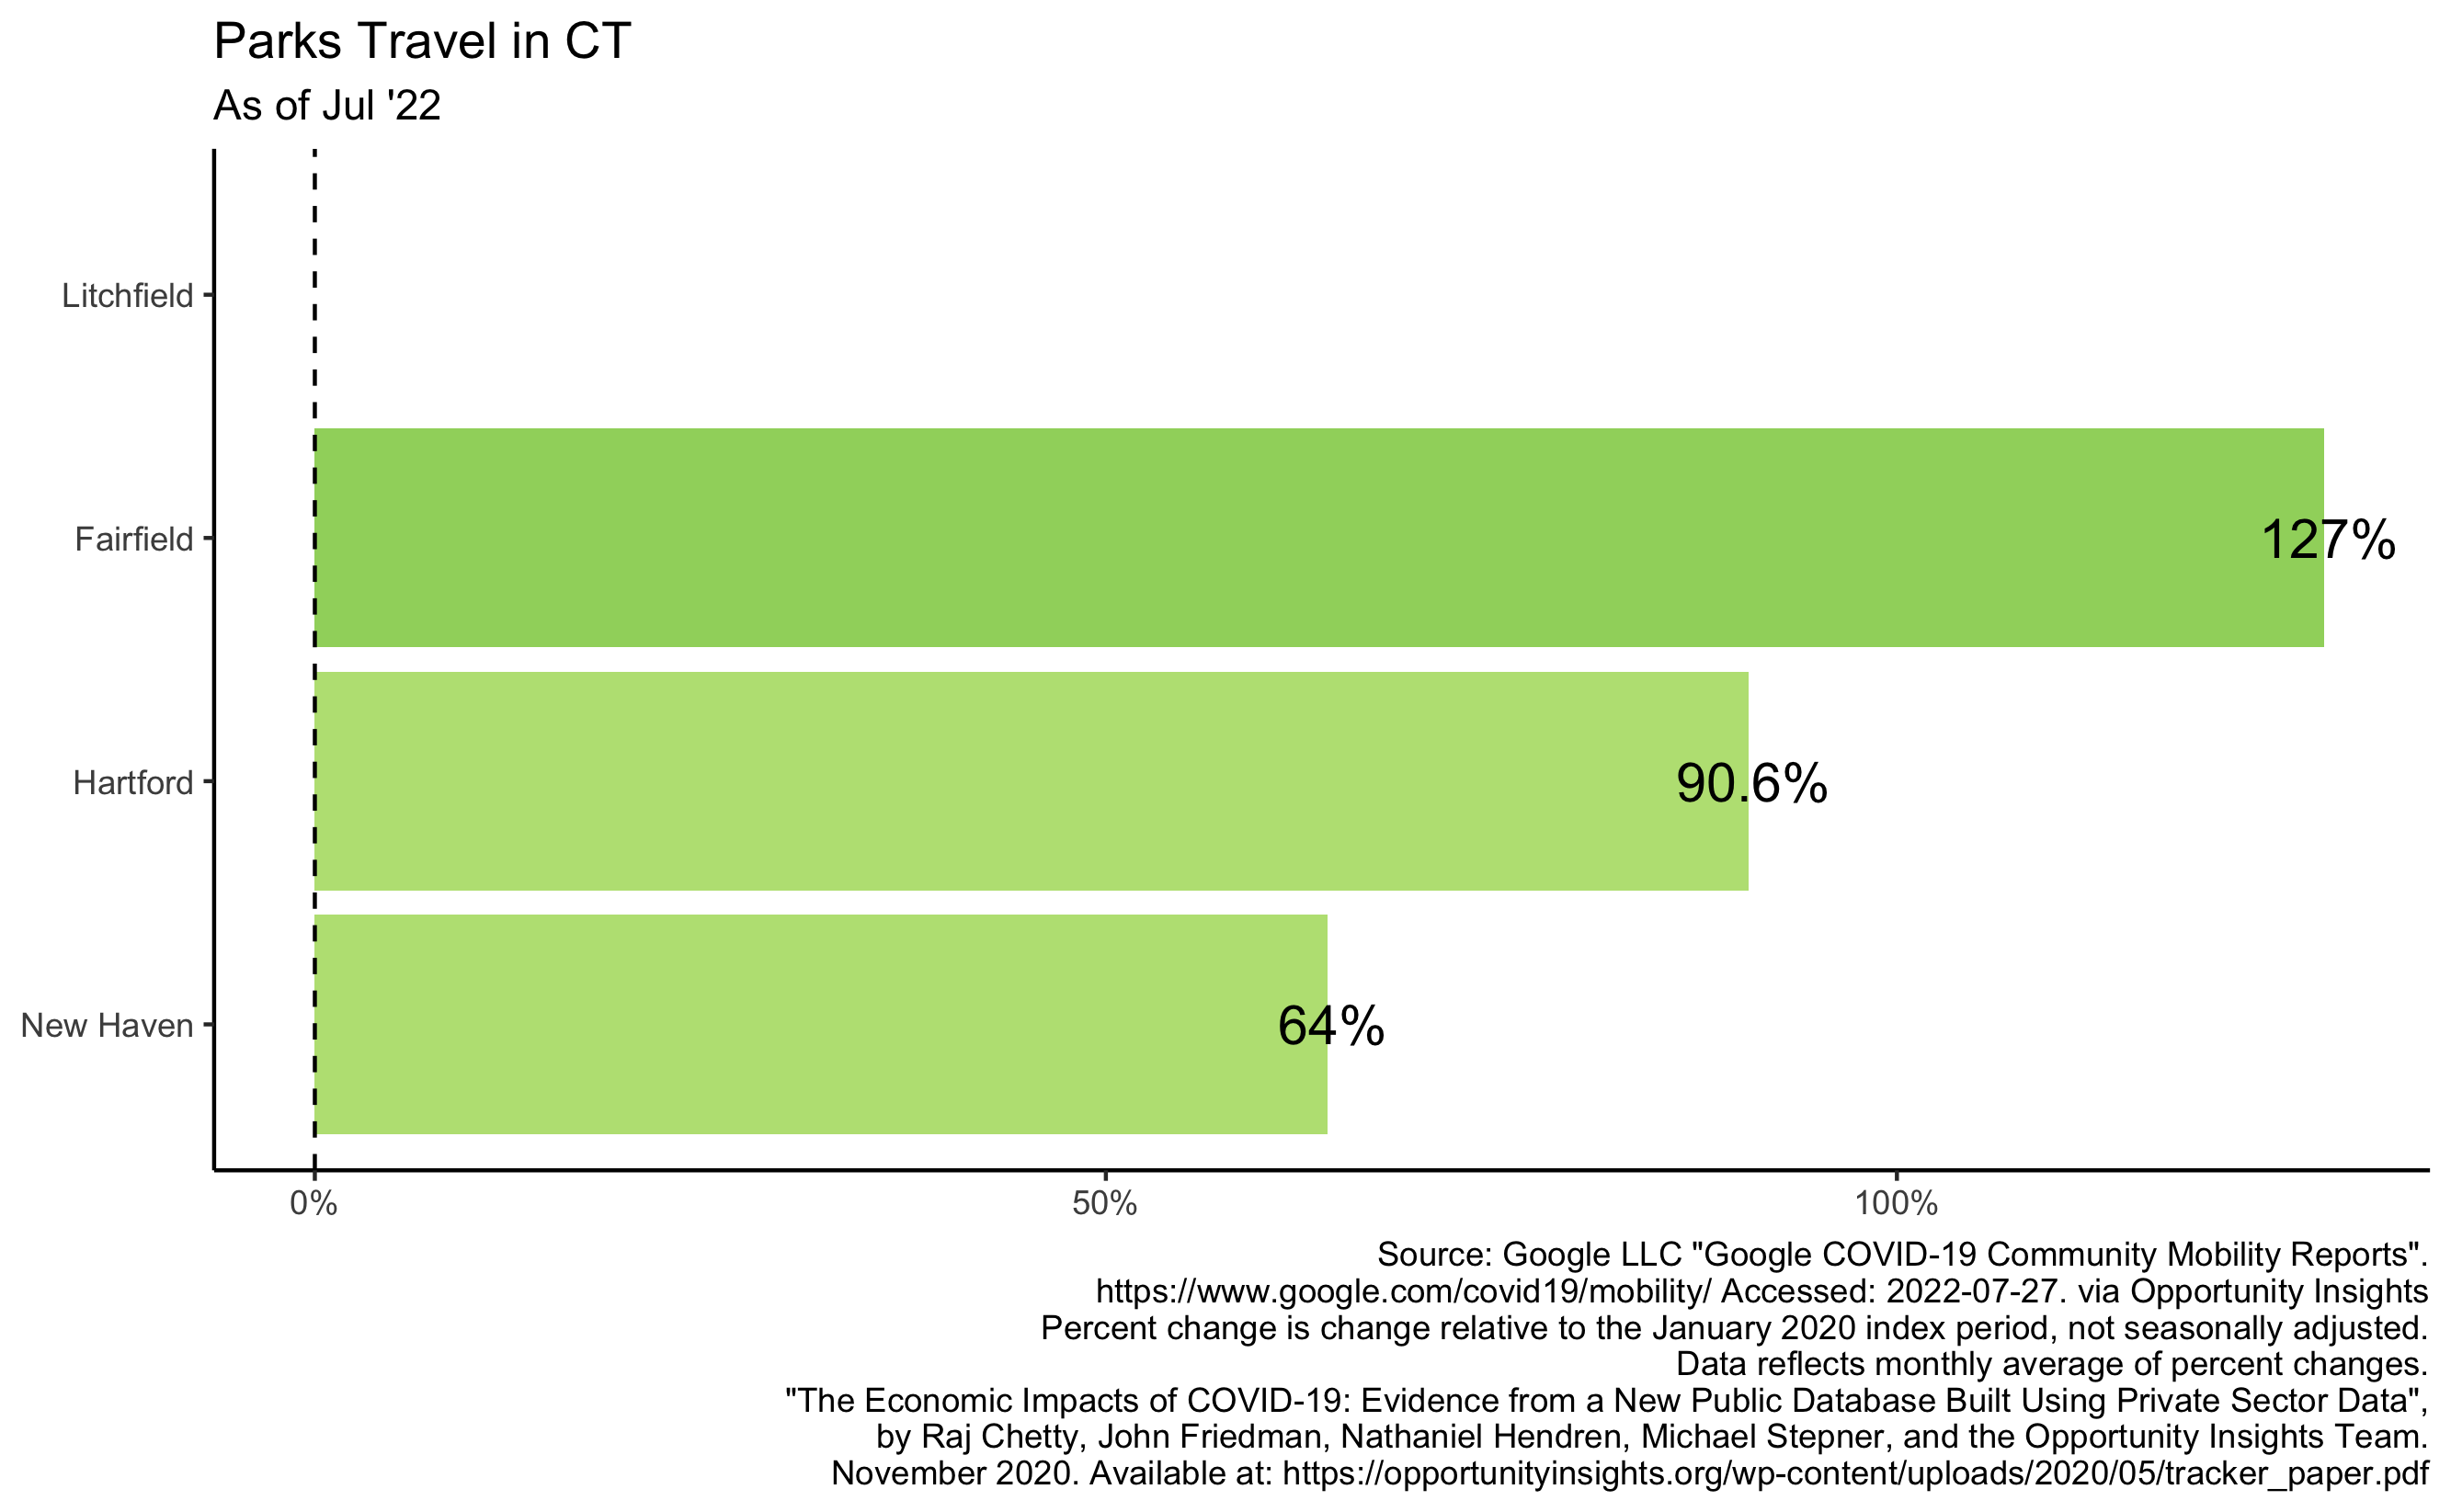 Parks Travel in CT
As of Jul '22
Litchfield
Fairfield
127%
Hartford
90.6%
New Haven
64%
0% 50% 100%
Source: Google LLC "Google COVID-19 Community Mobility Reports".
https://www.google.com/covid19/mobility/ Accessed: 2022-07-27. via Opportunity Insights
Percent change is change relative to the January 2020 index period, not seasonally adjusted.
Data reflects monthly average of percent changes.
"The Economic Impacts of COVID-19: Evidence from a New Public Database Built Using Private Sector Data",
by Raj Chetty, John Friedman, Nathaniel Hendren, Michael Stepner, and the Opportunity Insights Team.
November 2020. Available at: https://opportunityinsights.org/wp-content/uploads/2020/05/tracker_paper.pdf